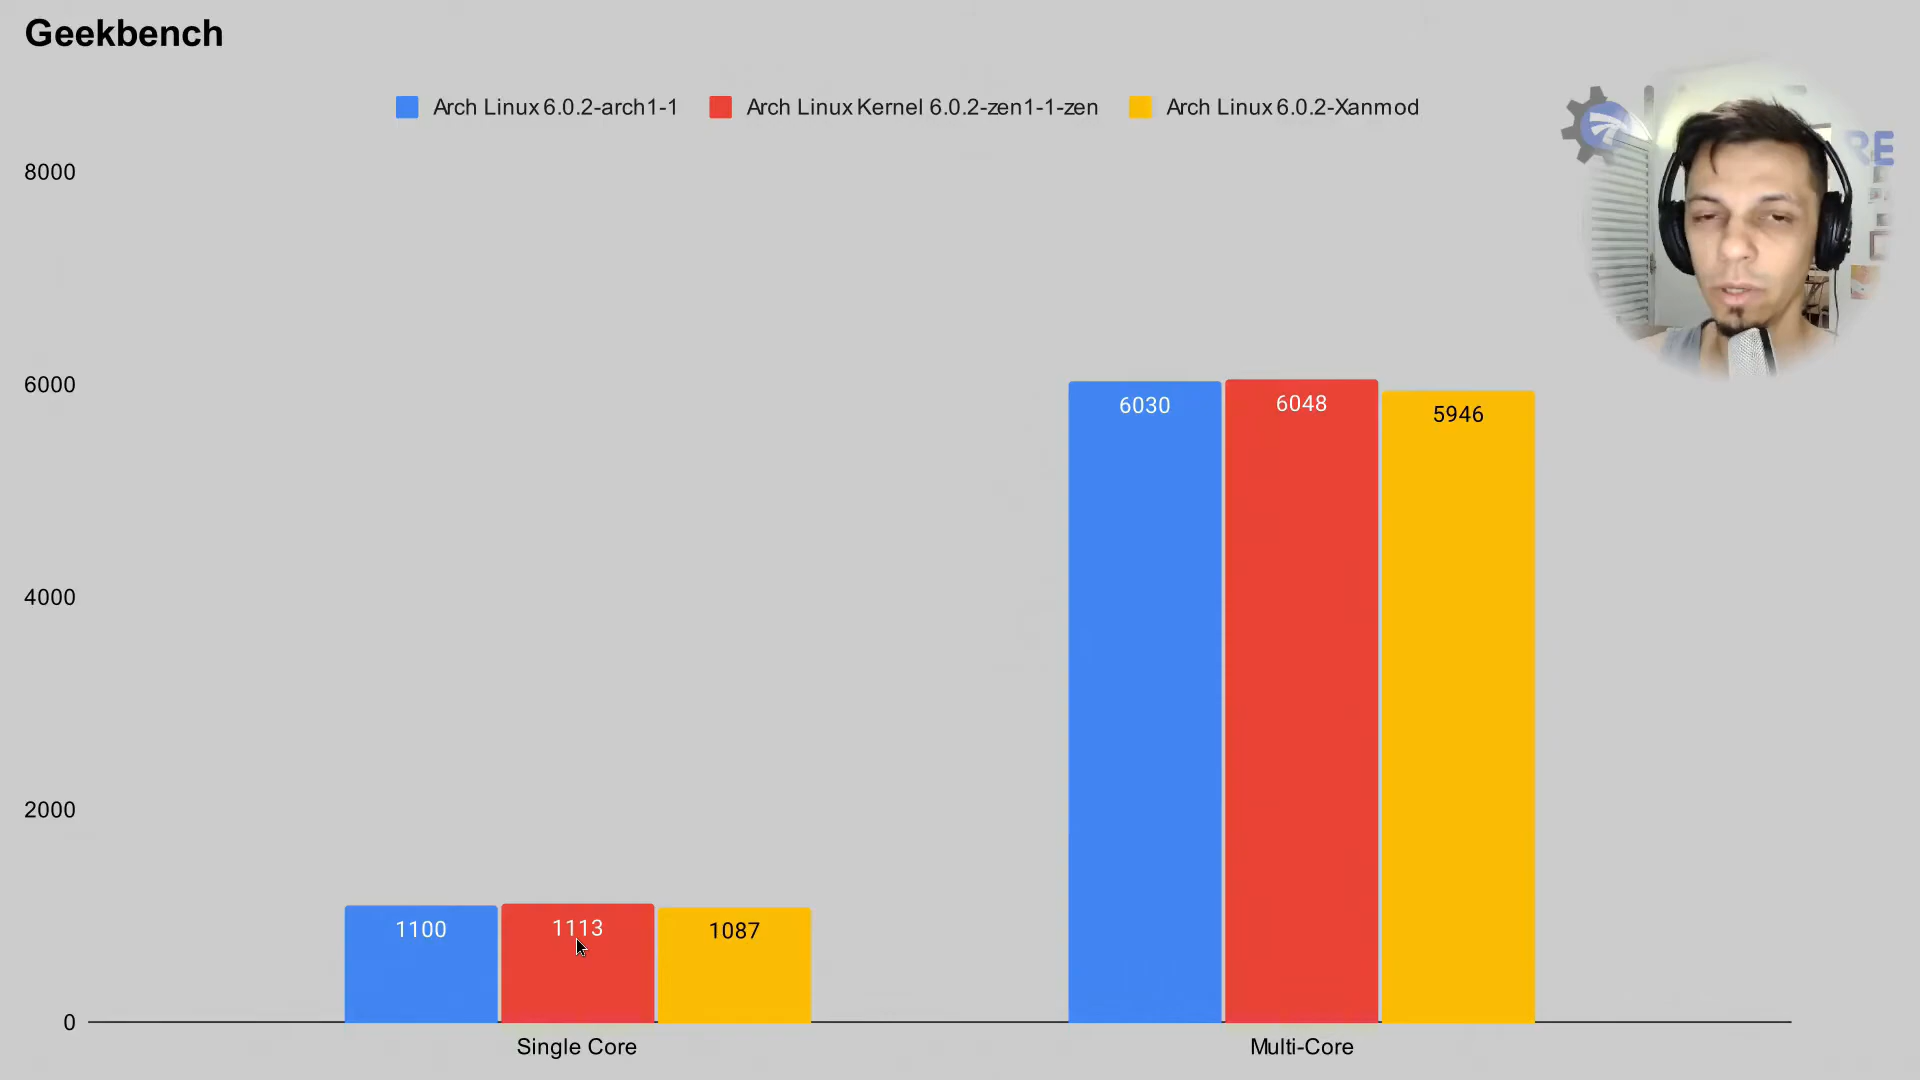 Geekbench
Arch Linux 6.0.2-arch1-1 Arch Linux Kernel 6.0.2-zen1-1-zen Arch Linux 6.0.2-Xanmod
RE
8000
6000
4000
2000
0
6030 6048 5946
1100 1113 1087
Single Core Multi-Core